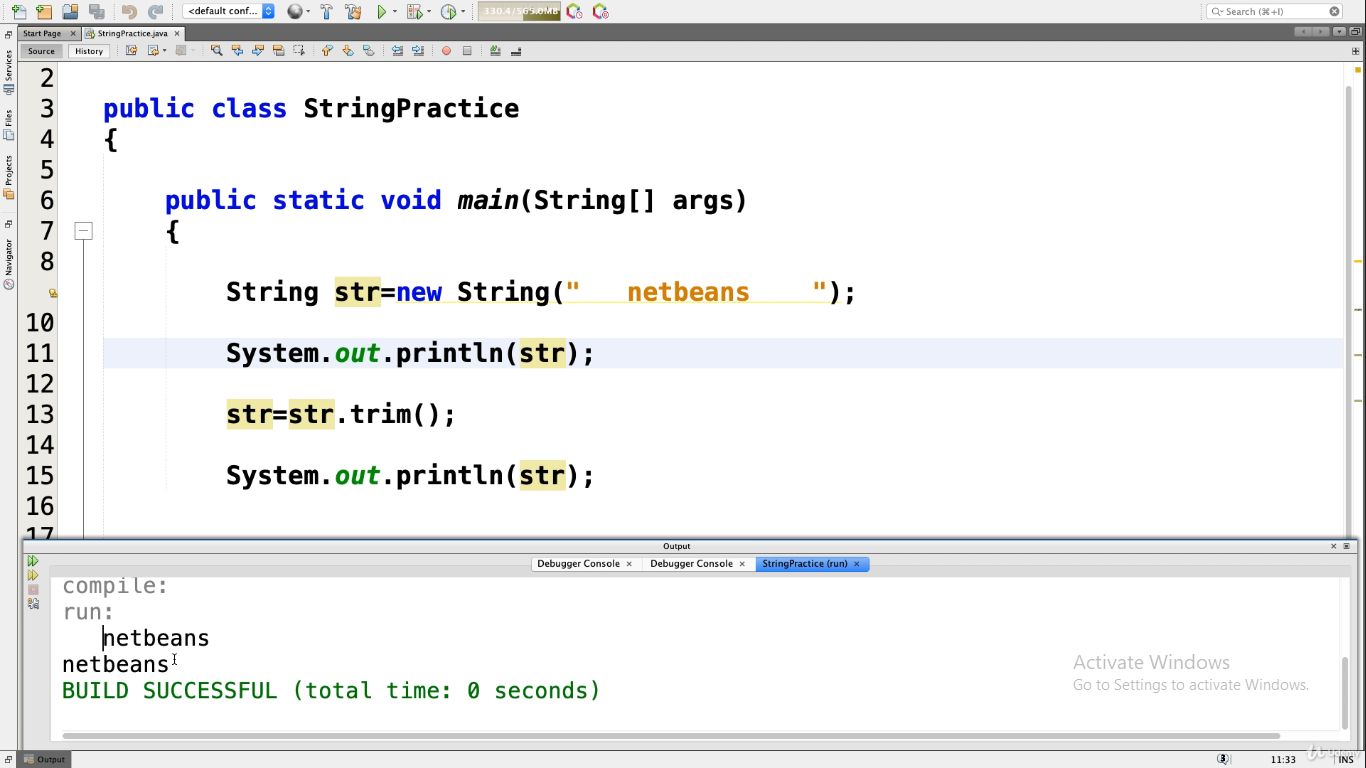 <default conf...
330.4/565.0MB
Search (⌘+I)
Start Page
StringPractice.java
Source
History
Services
Files
Projects
Navigator
2
3 public class StringPractice
4 {
5
6 public static void main(String[] args)
7 {
8
String str=new String("   netbeans    ");
10
11 System.out.println(str);
12
13 str=str.trim();
14
15 System.out.println(str);
16
17
Output
Debugger Console
Debugger Console
StringPractice (run)
compile:
run:
   netbeans
netbeans
BUILD SUCCESSFUL (total time: 0 seconds)
Activate Windows
Go to Settings to activate Windows.
Output
11:33
INS
Udemy